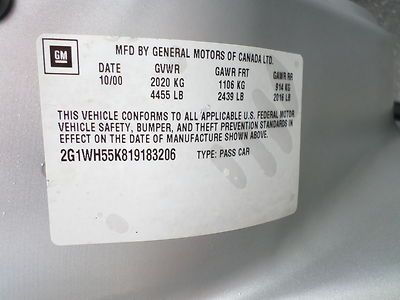 GM
MFD BY GENERAL MOTORS OF CANADA LTD.
DATE GVWR GAWR FRT GAWR RR
10/00 2020 KG 1106 KG 914 KG
4455 LB 2439 LB 2016 LB
THIS VEHICLE CONFORMS TO ALL APPLICABLE U.S. FEDERAL MOTOR
VEHICLE SAFETY, BUMPER, AND THEFT PREVENTION STANDARDS IN
EFFECT ON THE DATE OF MANUFACTURE SHOWN ABOVE.
2G1WH55K819183206 TYPE: PASS CAR